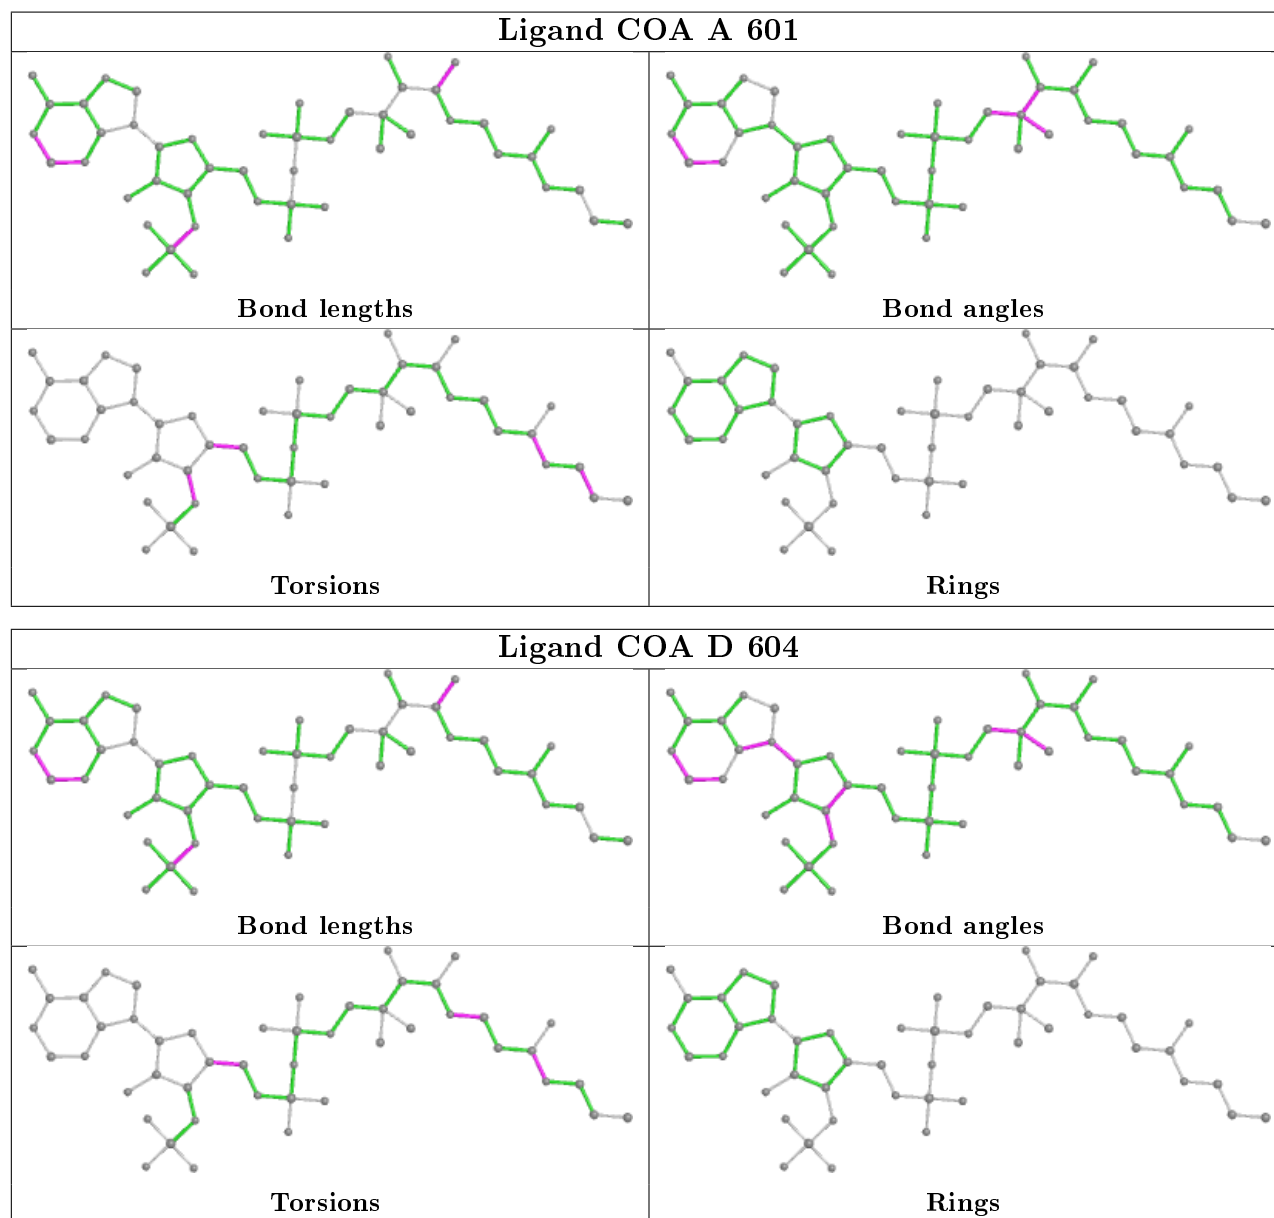 Ligand COA A 601
Bond lengths
Bond angles
Torsions
Rings
Ligand COA D 604
Bond lengths
Bond angles
Torsions
Rings